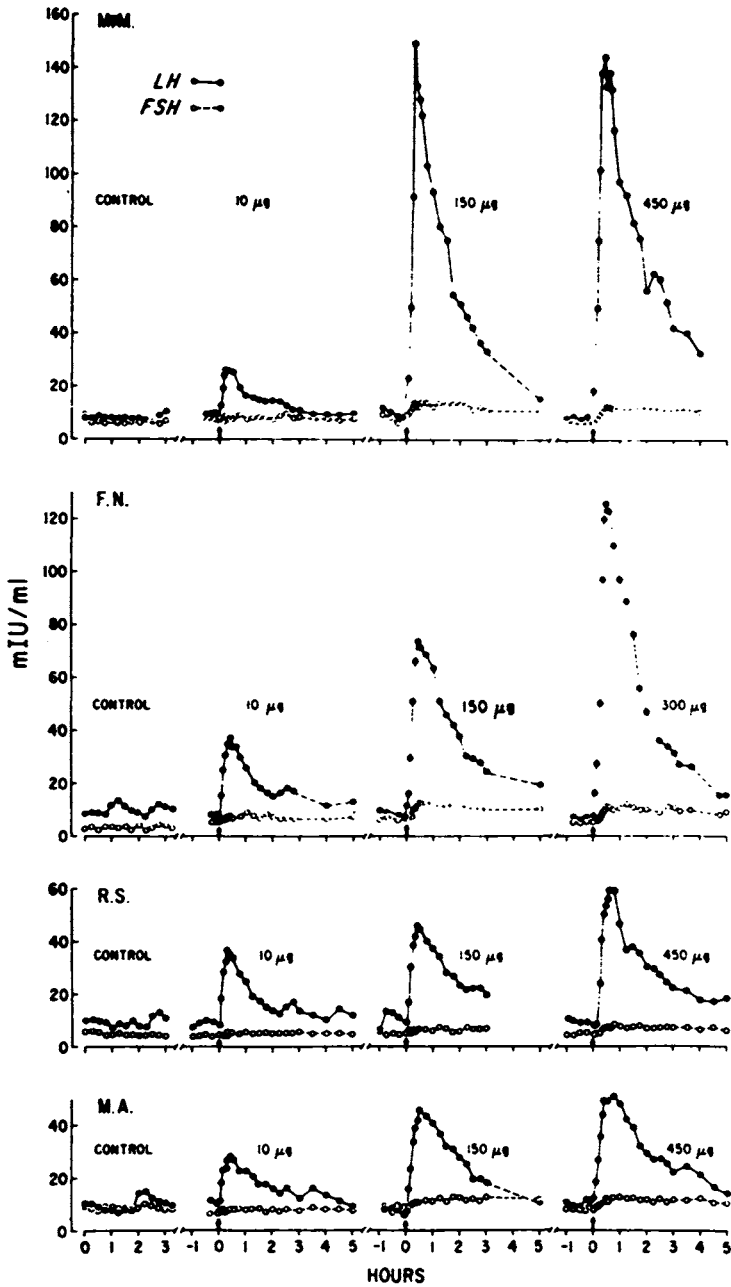 160
140
120
100
80
60
40
20
0
LH
FSH
CONTROL
10 µg
150 µg
450 µg
mIU/ml
F.N.
120
100
80
60
40
20
0
CONTROL
10 µg
150 µg
300 µg
R.S.
60
40
20
0
CONTROL
10 µg
150 µg
450 µg
M.A.
40
20
0
CONTROL
10 µg
150 µg
450 µg
0 1 2 3 -1 0 1 2 3 4 5 -1 0 1 2 3 4 5 -1 0 1 2 3 4 5
HOURS